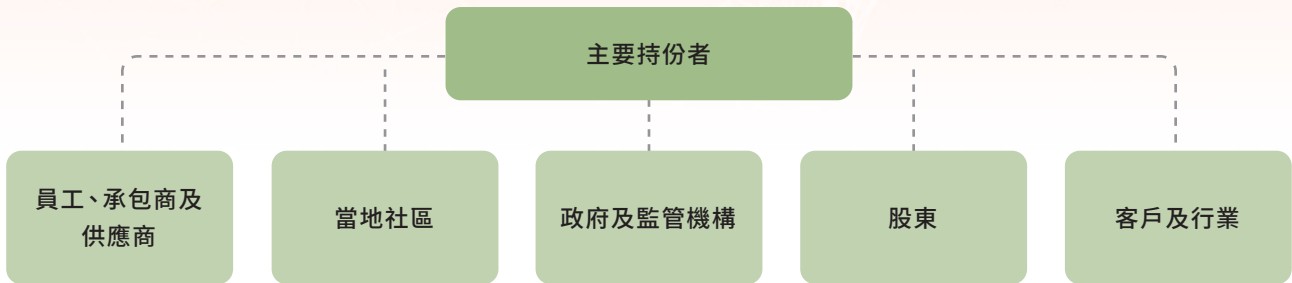 主要持份者
員工、承包商及
供應商
當地社區
政府及監管機構
股東
客戶及行業